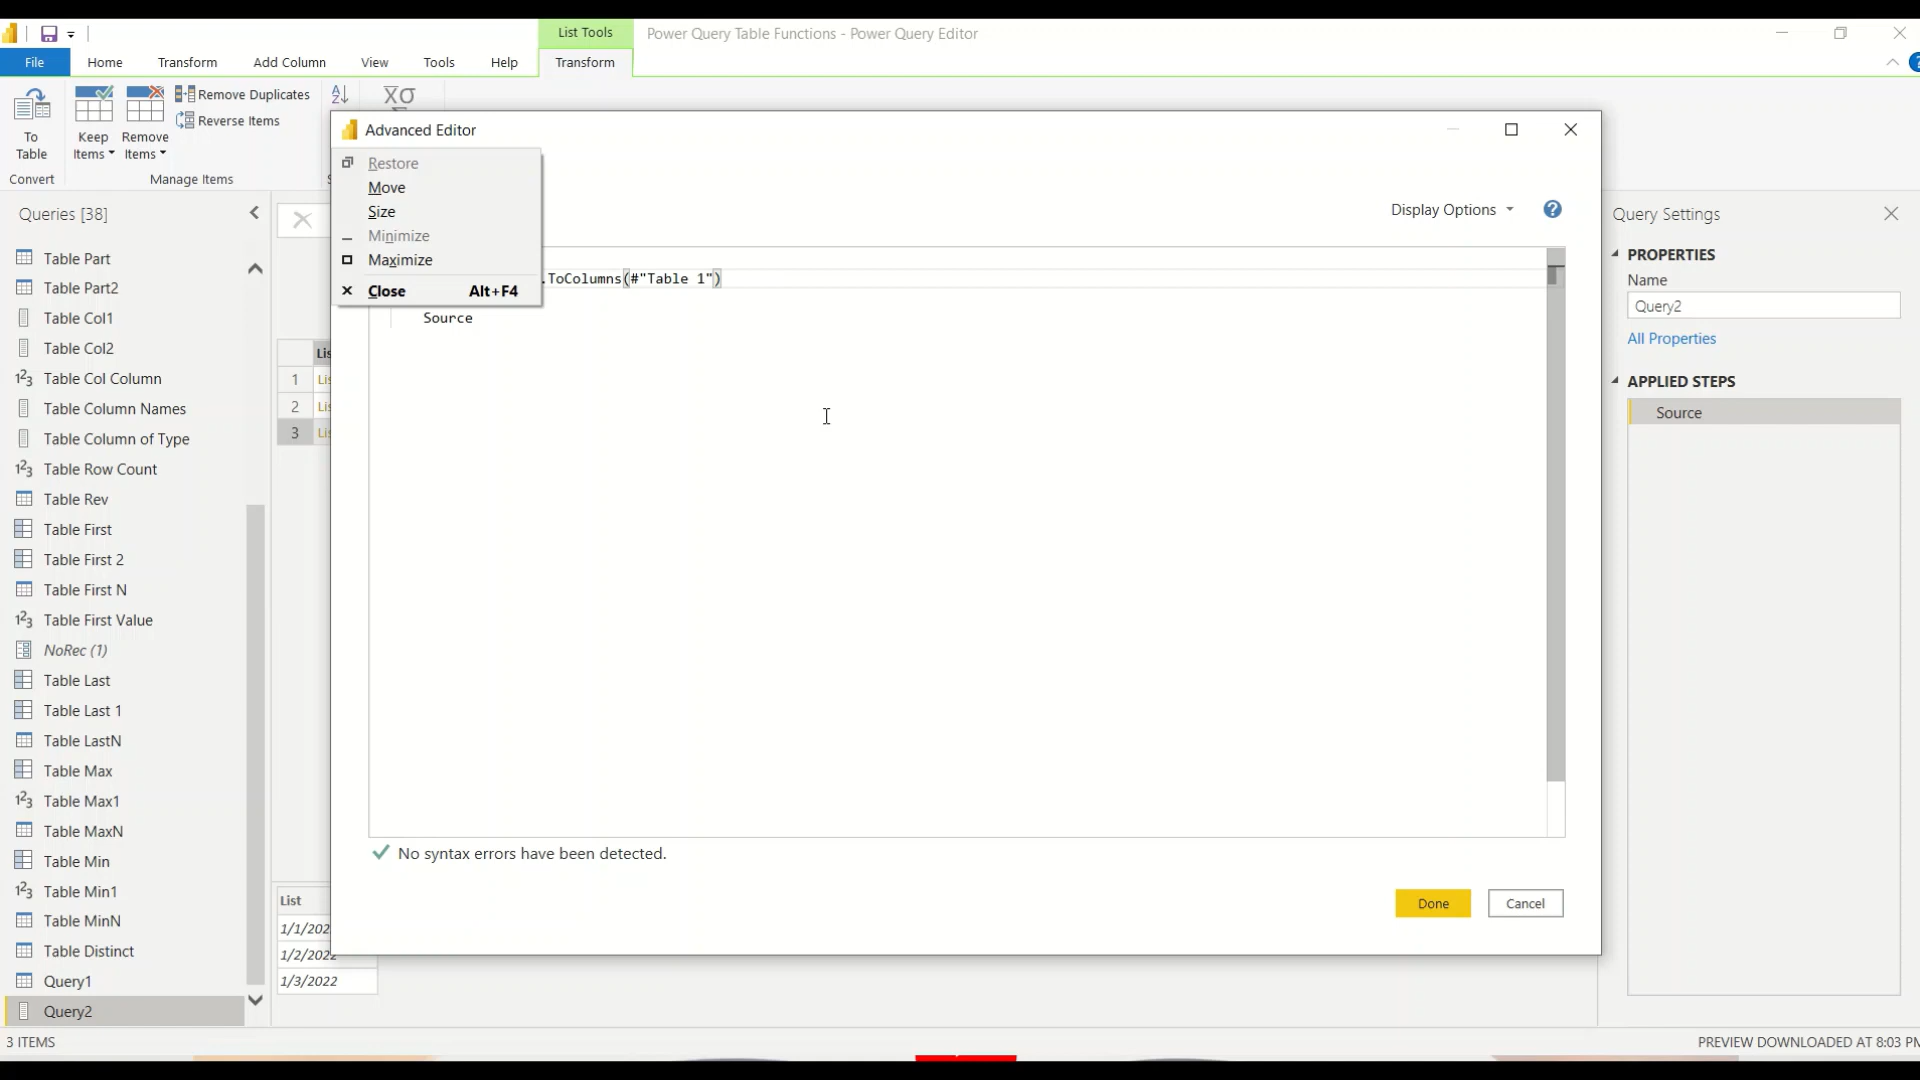 List Tools
Power Query Table Functions - Power Query Editor
File
Home
Transform
Add Column
View
Tools
Help
Transform
To Table
Keep Items
Remove Items
Remove Duplicates
Reverse Items
Convert
Manage Items
Advanced Editor
Restore
Move
Size
Minimize
Maximize
Close Alt+F4
Display Options
.ToColumns(#"Table 1")
Source
No syntax errors have been detected.
Done
Cancel
Queries [38]
Table Part
Table Part2
Table Col1
Table Col2
Table Col Column
Table Column Names
Table Column of Type
Table Row Count
Table Rev
Table First
Table First 2
Table First N
Table First Value
NoRec (1)
Table Last
Table Last 1
Table LastN
Table Max
Table Max1
Table MaxN
Table Min
Table Min1
Table MinN
Table Distinct
Query1
Query2
1
2
3
List
1/2/2022
1/3/2022
Query Settings
PROPERTIES
Name
Query2
All Properties
APPLIED STEPS
Source
3 ITEMS
PREVIEW DOWNLOADED AT 8:03 PM